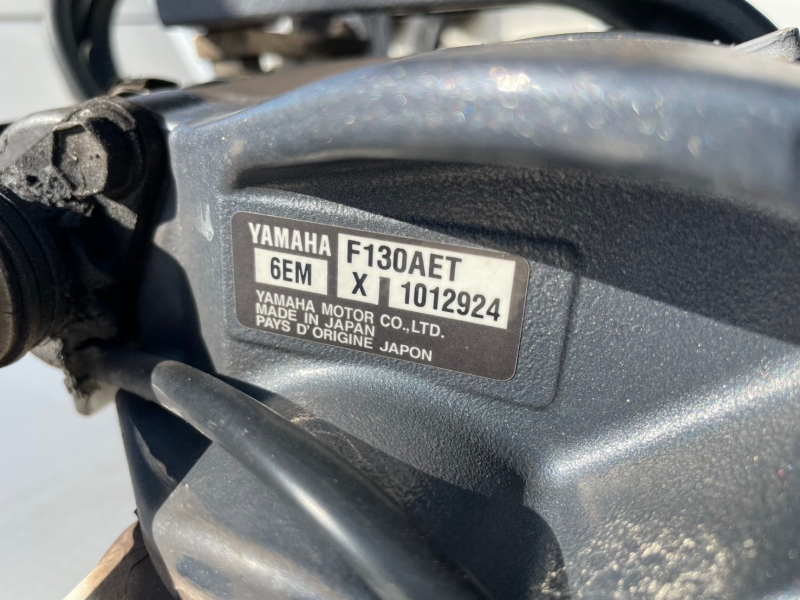 YAMAHA F130AET
6EM X 1012924
YAMAHA MOTOR CO.,LTD.
MADE IN JAPAN
PAYS D'ORIGINE JAPON